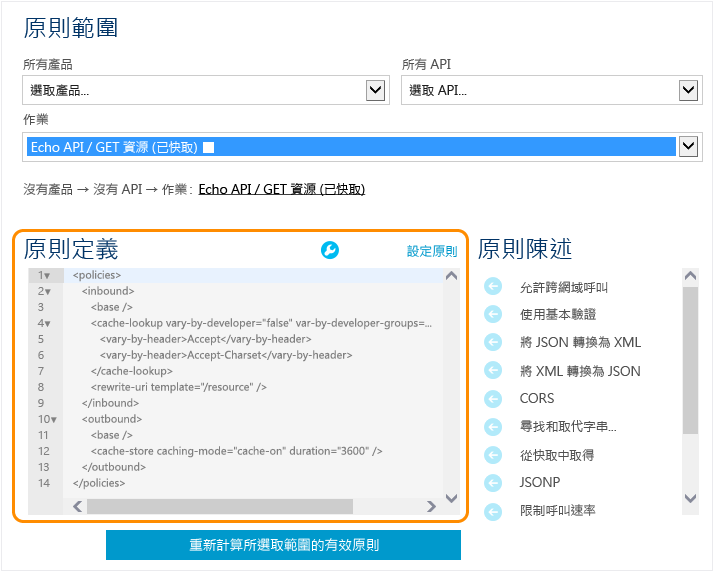 原則範圍
所有產品 所有 API
選取產品... 選取 API...
作業
Echo API / GET 資源 (已快取)
沒有產品 → 沒有 API → 作業: Echo API / GET 資源 (已快取)
原則定義 設定原則
1 <policies>
2 <inbound>
3 <base />
4 <cache-lookup vary-by-developer="false" var-by-developer-groups=...
5 <vary-by-header>Accept</vary-by-header>
6 <vary-by-header>Accept-Charset</vary-by-header>
7 </cache-lookup>
8 <rewrite-uri template="/resource" />
9 </inbound>
10 <outbound>
11 <base />
12 <cache-store caching-mode="cache-on" duration="3600" />
13 </outbound>
14 </policies>
重新計算所選取範圍的有效原則
原則陳述
允許跨網域呼叫
使用基本驗證
將 JSON 轉換為 XML
將 XML 轉換為 JSON
CORS
尋找和取代字串...
從快取中取得
JSONP
限制呼叫速率